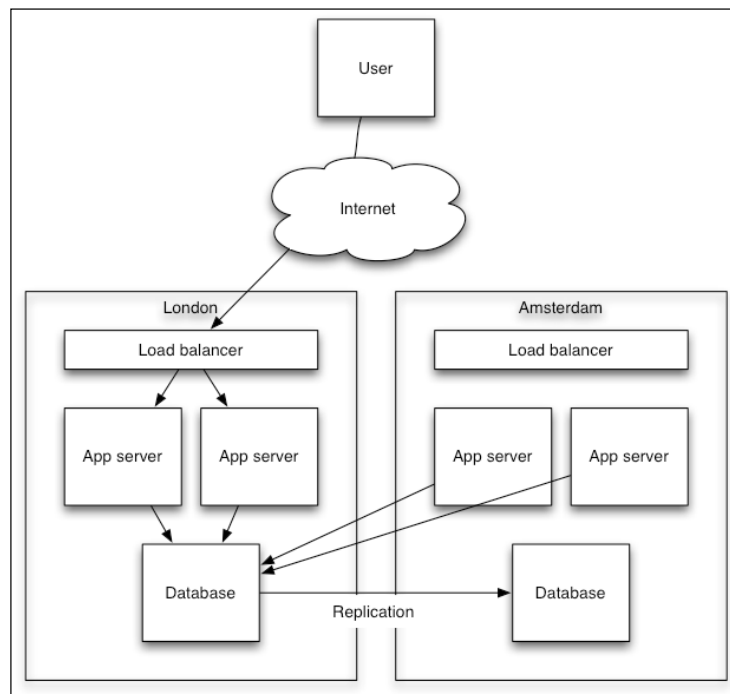 User
Internet
London
Amsterdam
Load balancer
Load balancer
App server
App server
App server
App server
Database
Database
Replication